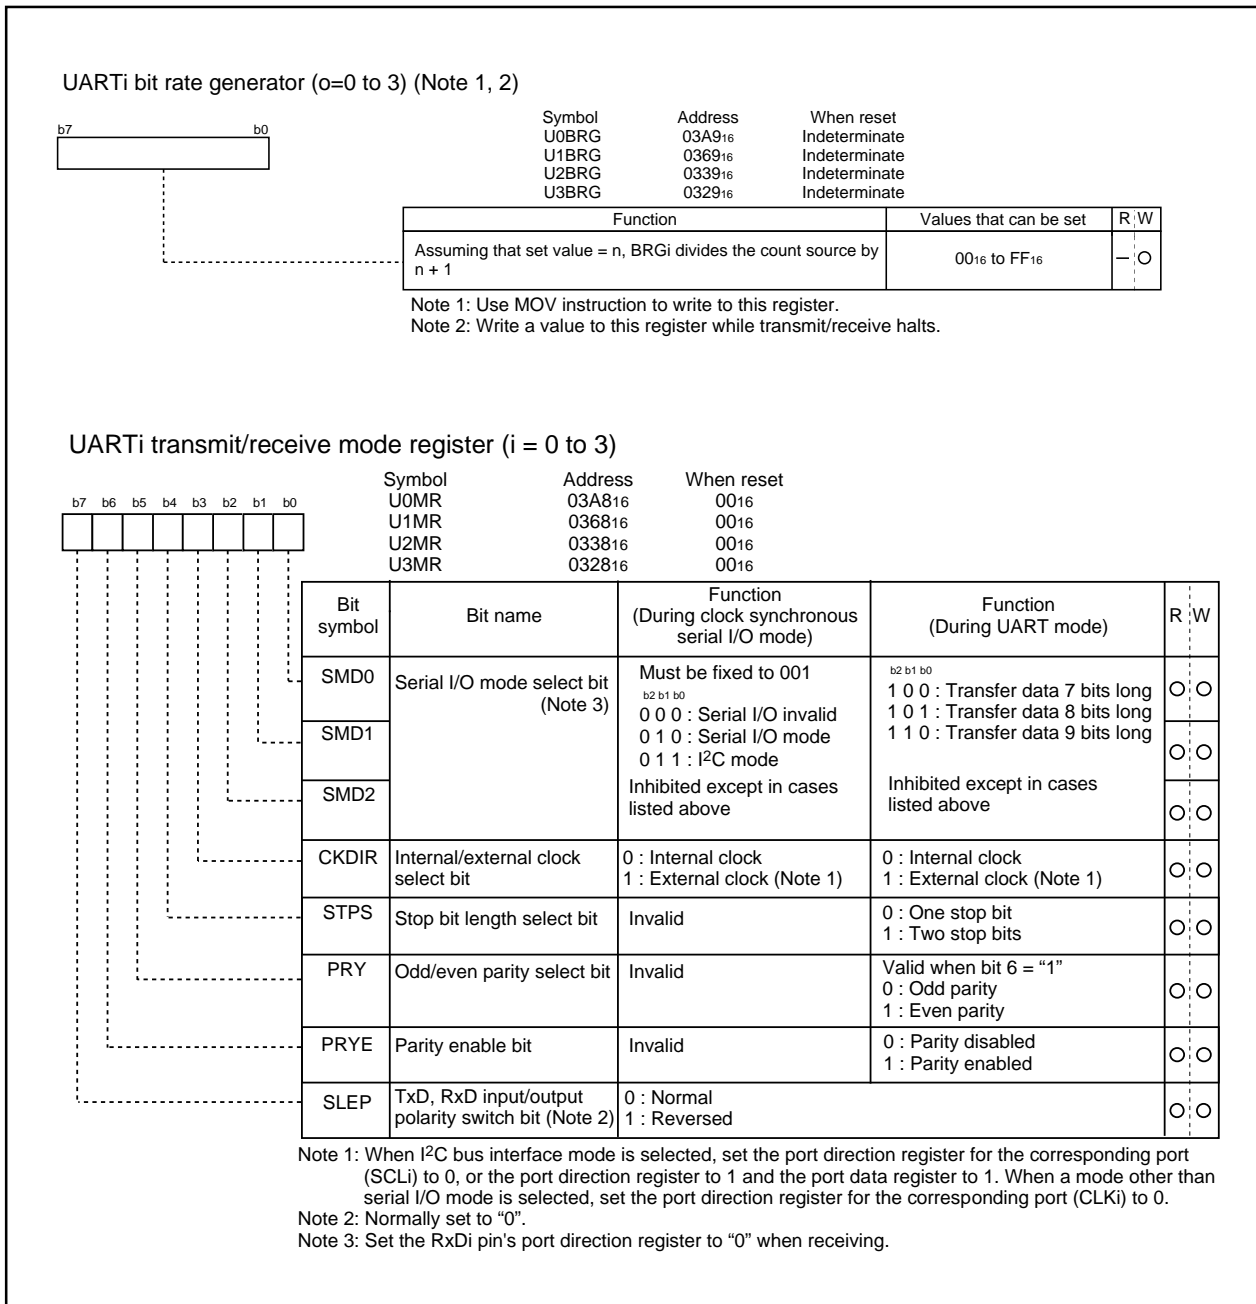 UARTi bit rate generator (o=0 to 3) (Note 1, 2)
b7 b0
Symbol Address When reset
U0BRG 03A916 Indeterminate
U1BRG 036916 Indeterminate
U2BRG 033916 Indeterminate
U3BRG 032916 Indeterminate
Function Values that can be set R W
Assuming that set value = n, BRGi divides the count source by
n + 1
0016 to FF16
Note 1: Use MOV instruction to write to this register.
Note 2: Write a value to this register while transmit/receive halts.
UARTi transmit/receive mode register (i = 0 to 3)
Symbol Address When reset
U0MR 03A816 0016
U1MR 036816 0016
U2MR 033816 0016
U3MR 032816 0016
b7 b6 b5 b4 b3 b2 b1 b0
Bit
symbol
Bit name
Function
(During clock synchronous
serial I/O mode)
Function
(During UART mode)
R W
SMD0
SMD1
SMD2
Serial I/O mode select bit
(Note 3)
Must be fixed to 001
b2 b1 b0
0 0 0 : Serial I/O invalid
0 1 0 : Serial I/O mode
0 1 1 : I2C mode
Inhibited except in cases
listed above
b2 b1 b0
1 0 0 : Transfer data 7 bits long
1 0 1 : Transfer data 8 bits long
1 1 0 : Transfer data 9 bits long
Inhibited except in cases
listed above
CKDIR
Internal/external clock
select bit
0 : Internal clock
1 : External clock (Note 1)
0 : Internal clock
1 : External clock (Note 1)
STPS
Stop bit length select bit
Invalid
0 : One stop bit
1 : Two stop bits
PRY
Odd/even parity select bit
Invalid
Valid when bit 6 = “1”
0 : Odd parity
1 : Even parity
PRYE
Parity enable bit
Invalid
0 : Parity disabled
1 : Parity enabled
SLEP
TxD, RxD input/output
polarity switch bit (Note 2)
0 : Normal
1 : Reversed
Note 1: When I2C bus interface mode is selected, set the port direction register for the corresponding port
(SCLi) to 0, or the port direction register to 1 and the port data register to 1. When a mode other than
serial I/O mode is selected, set the port direction register for the corresponding port (CLKi) to 0.
Note 2: Normally set to “0”.
Note 3: Set the RxDi pin's port direction register to “0” when receiving.